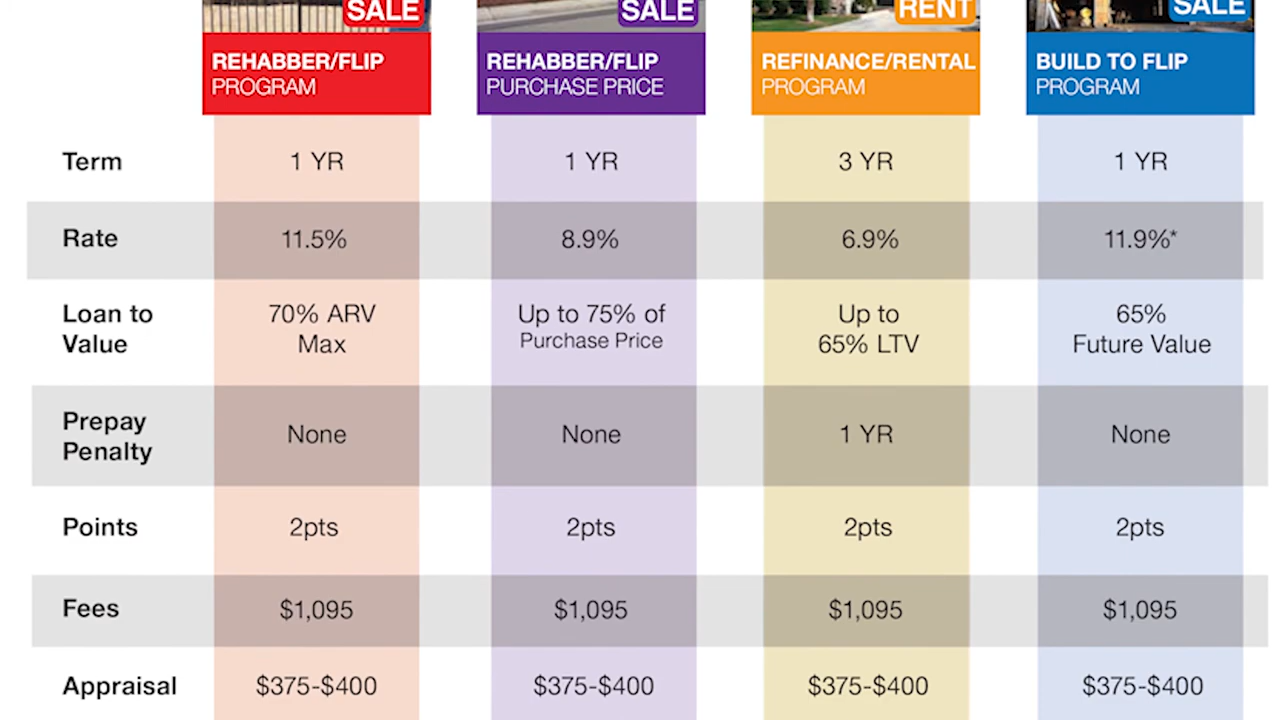 SALE SALE RENT SALE
REHABBER/FLIP REHABBER/FLIP REFINANCE/RENTAL BUILD TO FLIP
PROGRAM PURCHASE PRICE PROGRAM PROGRAM
Term 1 YR 1 YR 3 YR 1 YR
Rate 11.5% 8.9% 6.9% 11.9%*
Loan to 70% ARV Up to 75% of Up to 65%
Value Max Purchase Price 65% LTV Future Value
Prepay
Penalty None None 1 YR None
Points 2pts 2pts 2pts 2pts
Fees $1,095 $1,095 $1,095 $1,095
Appraisal $375-$400 $375-$400 $375-$400 $375-$400